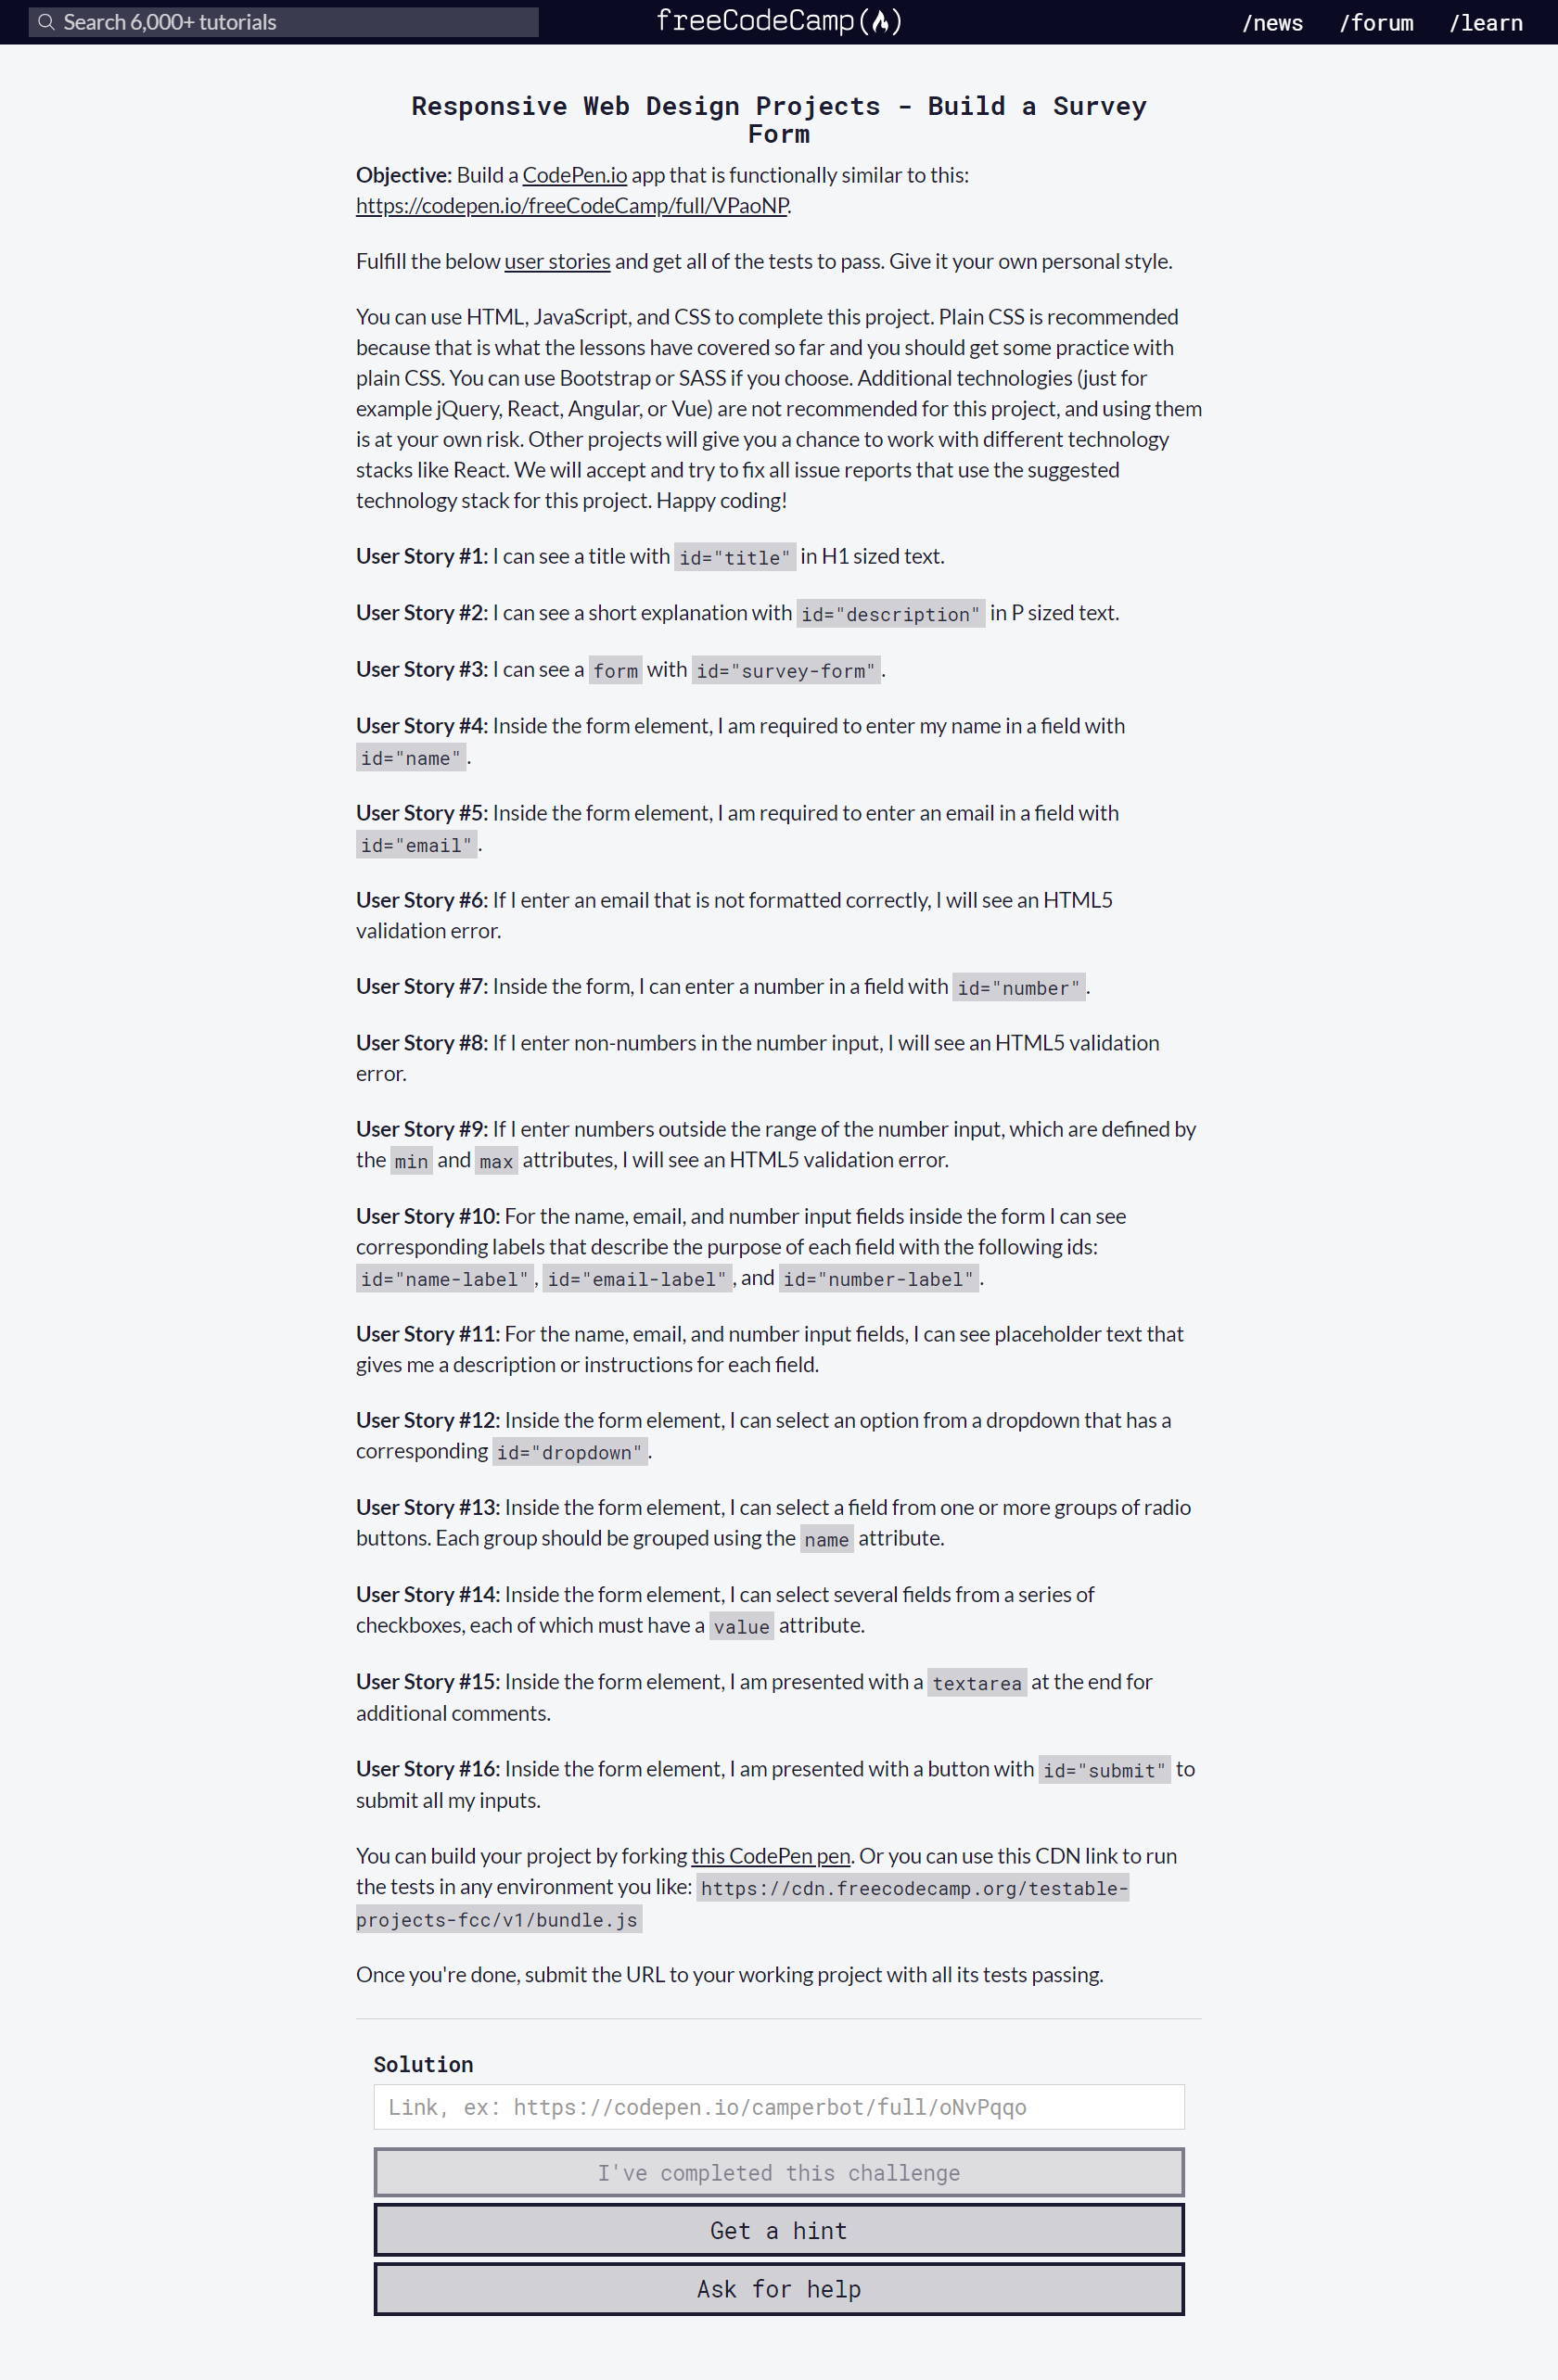 Search 6,000+ tutorials
freeCodeCamp
/news
/forum
/learn
Responsive Web Design Projects - Build a Survey
Form
Objective: Build a CodePen.io app that is functionally similar to this:
https://codepen.io/freeCodeCamp/full/VPaoNP.
Fulfill the below user stories and get all of the tests to pass. Give it your own personal style.
You can use HTML, JavaScript, and CSS to complete this project. Plain CSS is recommended
because that is what the lessons have covered so far and you should get some practice with
plain CSS. You can use Bootstrap or SASS if you choose. Additional technologies (just for
example jQuery, React, Angular, or Vue) are not recommended for this project, and using them
is at your own risk. Other projects will give you a chance to work with different technology
stacks like React. We will accept and try to fix all issue reports that use the suggested
technology stack for this project. Happy coding!
User Story #1: I can see a title with id="title" in H1 sized text.
User Story #2: I can see a short explanation with id="description" in P sized text.
User Story #3: I can see a form with id="survey-form".
User Story #4: Inside the form element, I am required to enter my name in a field with
id="name".
User Story #5: Inside the form element, I am required to enter an email in a field with
id="email".
User Story #6: If I enter an email that is not formatted correctly, I will see an HTML5
validation error.
User Story #7: Inside the form, I can enter a number in a field with id="number".
User Story #8: If I enter non-numbers in the number input, I will see an HTML5 validation
error.
User Story #9: If I enter numbers outside the range of the number input, which are defined by
the min and max attributes, I will see an HTML5 validation error.
User Story #10: For the name, email, and number input fields inside the form I can see
corresponding labels that describe the purpose of each field with the following ids:
id="name-label", id="email-label", and id="number-label".
User Story #11: For the name, email, and number input fields, I can see placeholder text that
gives me a description or instructions for each field.
User Story #12: Inside the form element, I can select an option from a dropdown that has a
corresponding id="dropdown".
User Story #13: Inside the form element, I can select a field from one or more groups of radio
buttons. Each group should be grouped using the name attribute.
User Story #14: Inside the form element, I can select several fields from a series of
checkboxes, each of which must have a value attribute.
User Story #15: Inside the form element, I am presented with a textarea at the end for
additional comments.
User Story #16: Inside the form element, I am presented with a button with id="submit" to
submit all my inputs.
You can build your project by forking this CodePen pen. Or you can use this CDN link to run
the tests in any environment you like: https://cdn.freecodecamp.org/testable-
projects-fcc/v1/bundle.js
Once you're done, submit the URL to your working project with all its tests passing.
Solution
Link, ex: https://codepen.io/camperbot/full/oNvPqqo
I've completed this challenge
Get a hint
Ask for help